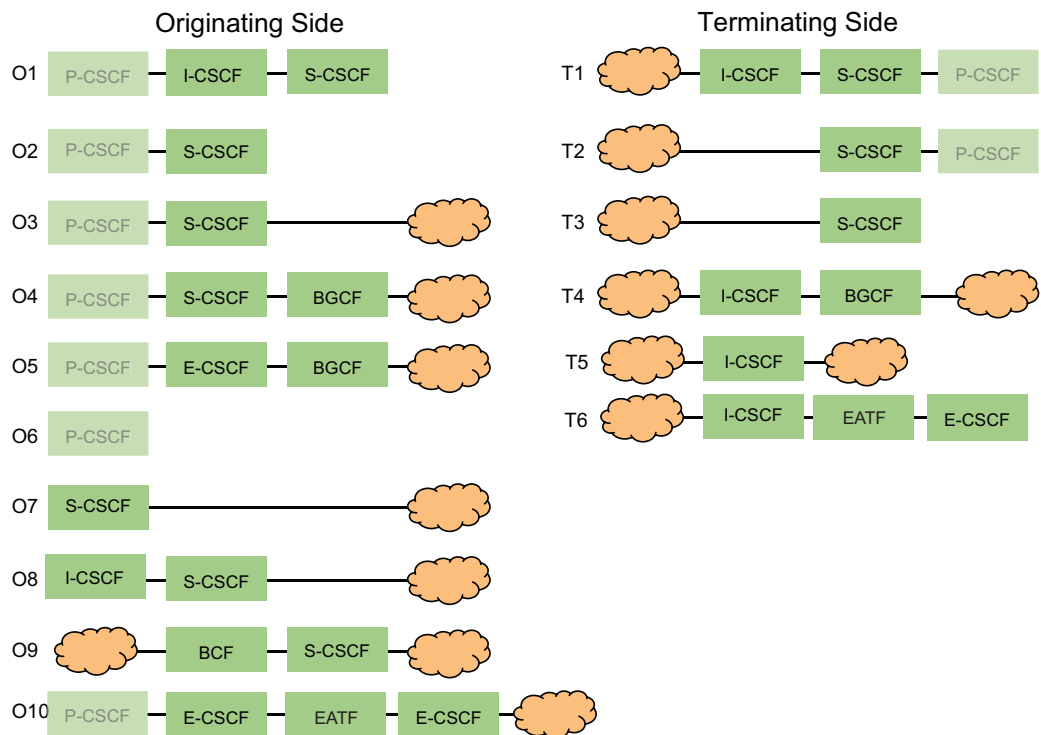 Originating Side
Terminating Side
O1 P-CSCF I-CSCF S-CSCF
T1 I-CSCF S-CSCF P-CSCF
O2 P-CSCF S-CSCF
T2 S-CSCF P-CSCF
O3 P-CSCF S-CSCF
T3 S-CSCF
O4 P-CSCF S-CSCF BGCF
T4 I-CSCF BGCF
O5 P-CSCF E-CSCF BGCF
T5 I-CSCF
O6 P-CSCF
T6 I-CSCF EATF E-CSCF
O7 S-CSCF
O8 I-CSCF S-CSCF
O9 BCF S-CSCF
O10 P-CSCF E-CSCF EATF E-CSCF